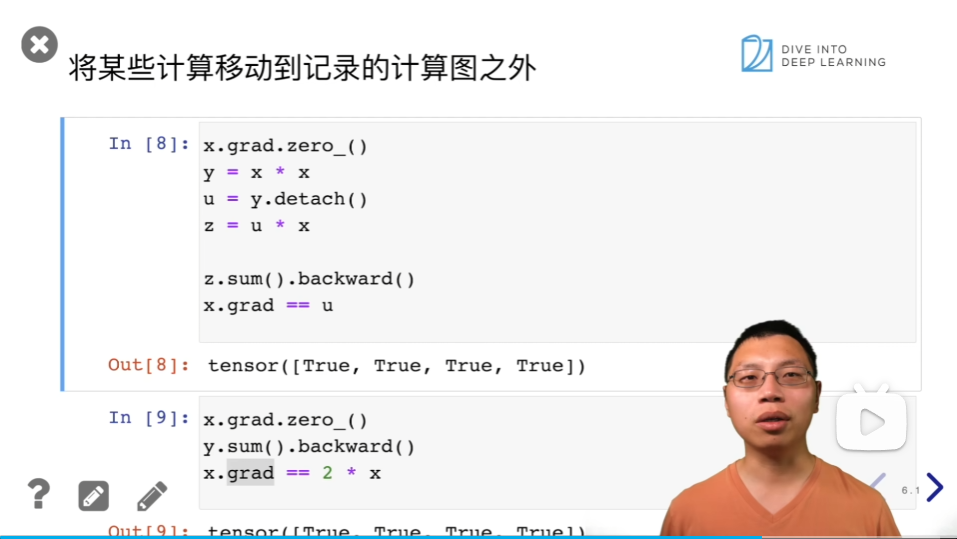 将某些计算移动到记录的计算图之外
DIVE INTO
DEEP LEARNING
In [8]:
x.grad.zero_()
y = x * x
u = y.detach()
z = u * x
z.sum().backward()
x.grad == u
Out[8]: tensor([True, True, True, True])
In [9]:
x.grad.zero_()
y.sum().backward()
x.grad == 2 * x
6.1
Out[9]: tensor([True, True, True, True])